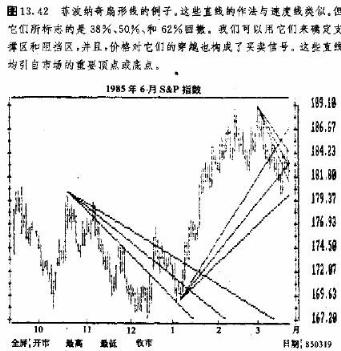 图13.42 菲波纳奇扇形线的例子。这些直线的作法与速度线类似。但
它们所标志的是38%、50%、和62%回撤。我们可以用它们来确定支
撑区和阻挡区,并且,价格对它们的穿越也构成了买卖信号。这些直线
均引自市场的重要顶点或底点。
1985年6月S&P指数
189.10
186.67
184.23
181.80
179.37
176.93
174.50
172.07
169.63
167.20
10 11 12 1 2 3 月
全屏:开市 最高 最低 收市 日期:850319